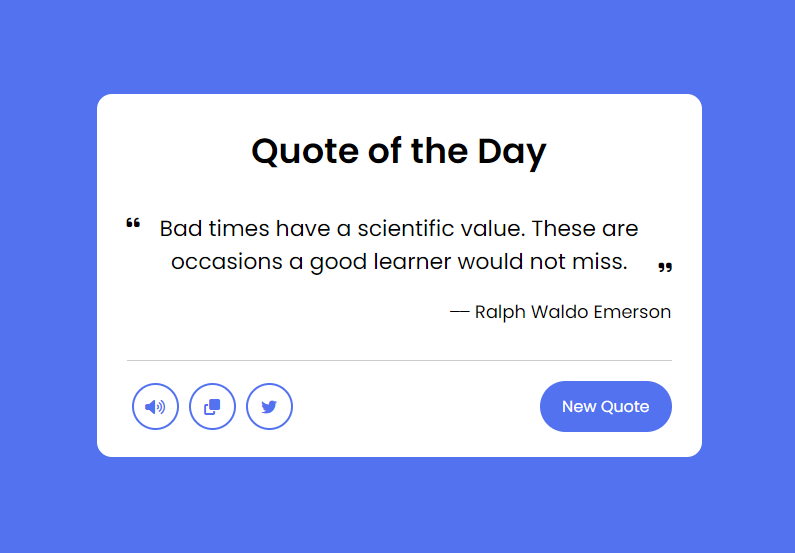 Quote of the Day
❝ Bad times have a scientific value. These are
occasions a good learner would not miss. ❞
— Ralph Waldo Emerson
New Quote